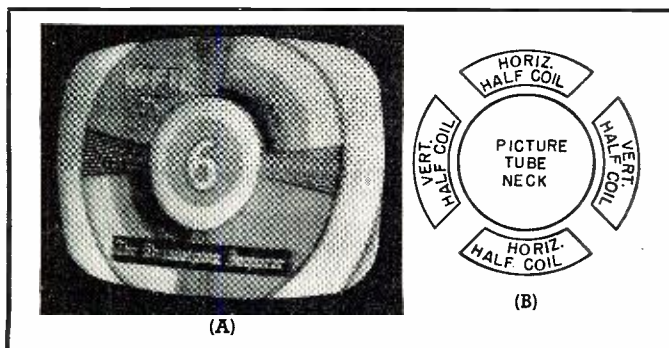 6
(A)
HORIZ.
HALF COIL
VERT.
HALF COIL
PICTURE
TUBE
NECK
VERT.
HALF COIL
HORIZ.
HALF COIL
(B)